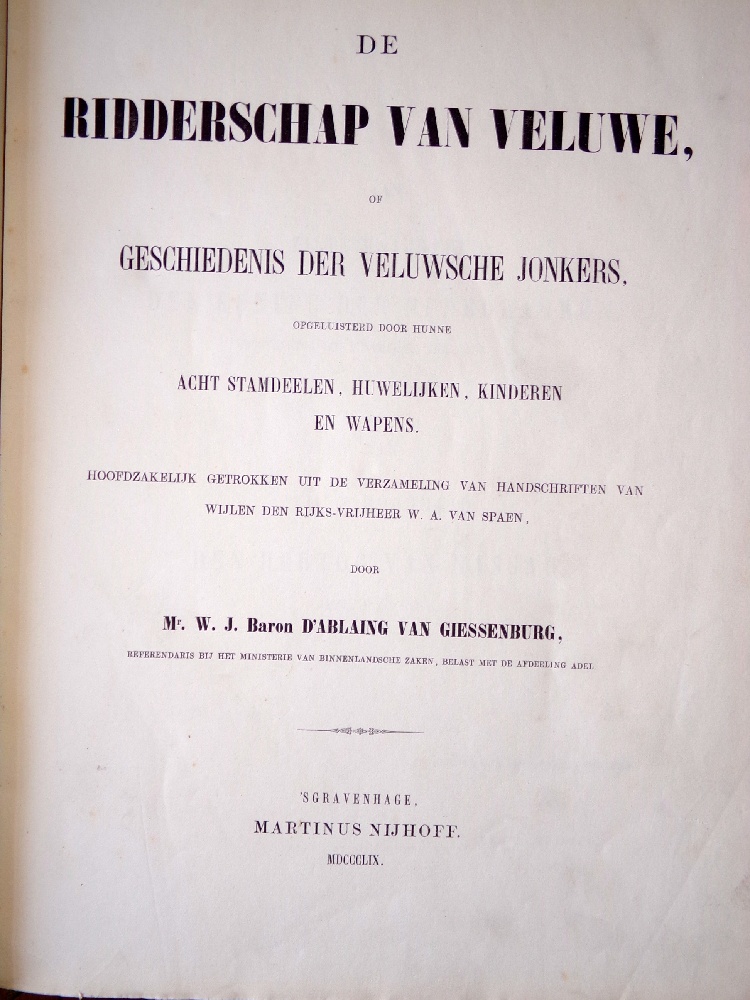 DE
RIDDERSCHAP VAN VELUWE,
OF
GESCHIEDENIS DER VELUWSCHE JONKERS,
OPGELUISTERD DOOR HUNNE
ACHT STAMDEELEN, HUWELIJKEN, KINDEREN
EN WAPENS.
HOOFDZAKELIJK GETROKKEN UIT DE VERZAMELING VAN HANDSCHRIFTEN VAN
WIJLEN DEN RIJKS-VRIJHEER W. A. VAN SPAEN,
DOOR
Mr. W. J. Baron D'ABLAING VAN GIESSENBURG,
REFERENDARIS BIJ HET MINISTERIE VAN BINNENLANDSCHE ZAKEN, BELAST MET DE AFDEELING ADEL
'SGRAVENHAGE,
MARTINUS NIJHOFF.
MDCCCLIX.